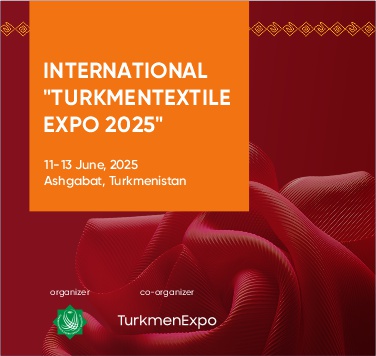 INTERNATIONAL
"TURKMENTEXTILE
EXPO 2025"
11-13 June, 2025
Ashgabat, Turkmenistan
organizer
co-organizer
TurkmenExpo